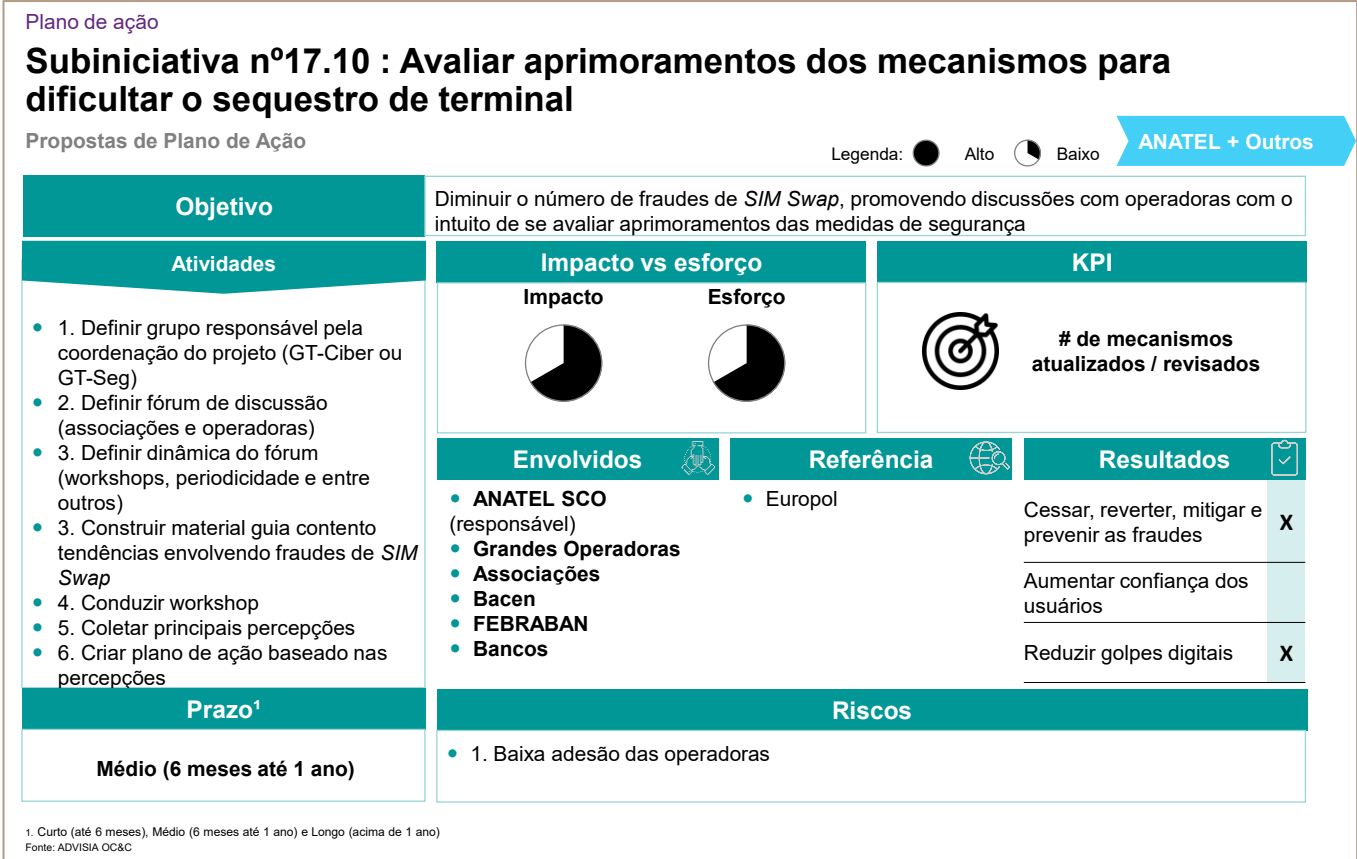 Plano de ação
Subiniciativa nº17.10 : Avaliar aprimoramentos dos mecanismos para
dificultar o sequestro de terminal
Propostas de Plano de Ação
Legenda: Alto Baixo
ANATEL + Outros
Objetivo
Diminuir o número de fraudes de SIM Swap, promovendo discussões com operadoras com o
intuito de se avaliar aprimoramentos das medidas de segurança
Atividades
• 1. Definir grupo responsável pela
coordenação do projeto (GT-Ciber ou
GT-Seg)
• 2. Definir fórum de discussão
(associações e operadoras)
• 3. Definir dinâmica do fórum
(workshops, periodicidade e entre
outros)
• 3. Construir material guia contento
tendências envolvendo fraudes de SIM
Swap
• 4. Conduzir workshop
• 5. Coletar principais percepções
• 6. Criar plano de ação baseado nas
percepções
Impacto vs esforço
Impacto Esforço
KPI
# de mecanismos
atualizados / revisados
Envolvidos
• ANATEL SCO
(responsável)
• Grandes Operadoras
• Associações
• Bacen
• FEBRABAN
• Bancos
Referência
• Europol
Resultados
Cessar, reverter, mitigar e
prevenir as fraudes X
Aumentar confiança dos
usuários
Reduzir golpes digitais X
Prazo¹
Médio (6 meses até 1 ano)
Riscos
• 1. Baixa adesão das operadoras
1. Curto (até 6 meses), Médio (6 meses até 1 ano) e Longo (acima de 1 ano)
Fonte: ADVISIA OC&C